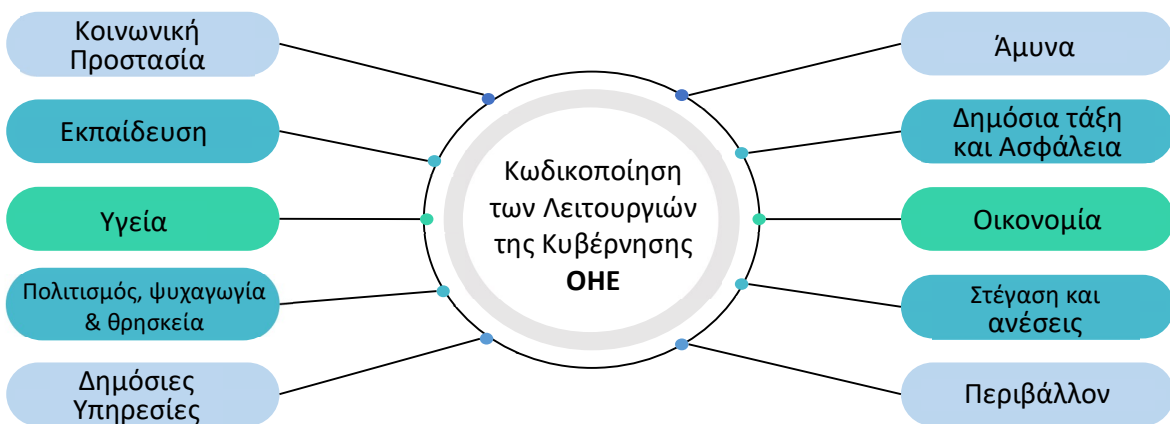 Κοινωνική
Προστασία
Εκπαίδευση
Υγεία
Πολιτισμός, ψυχαγωγία
& θρησκεία
Δημόσιες
Υπηρεσίες
Κωδικοποίηση
των Λειτουργιών
της Κυβέρνησης
ΟΗΕ
Άμυνα
Δημόσια τάξη
και Ασφάλεια
Οικονομία
Στέγαση και
ανέσεις
Περιβάλλον